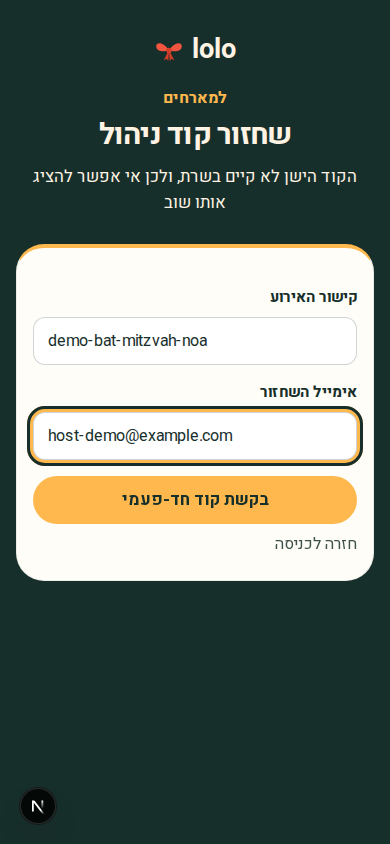 lolo
למארחים
שחזור קוד ניהול
הקוד הישן לא קיים בשרת, ולכן אי אפשר להציג
אותו שוב
קישור האירוע
demo-bat-mitzvah-noa
אימייל השחזור
host-demo@example.com
בקשת קוד חד-פעמי
חזרה לכניסה
N